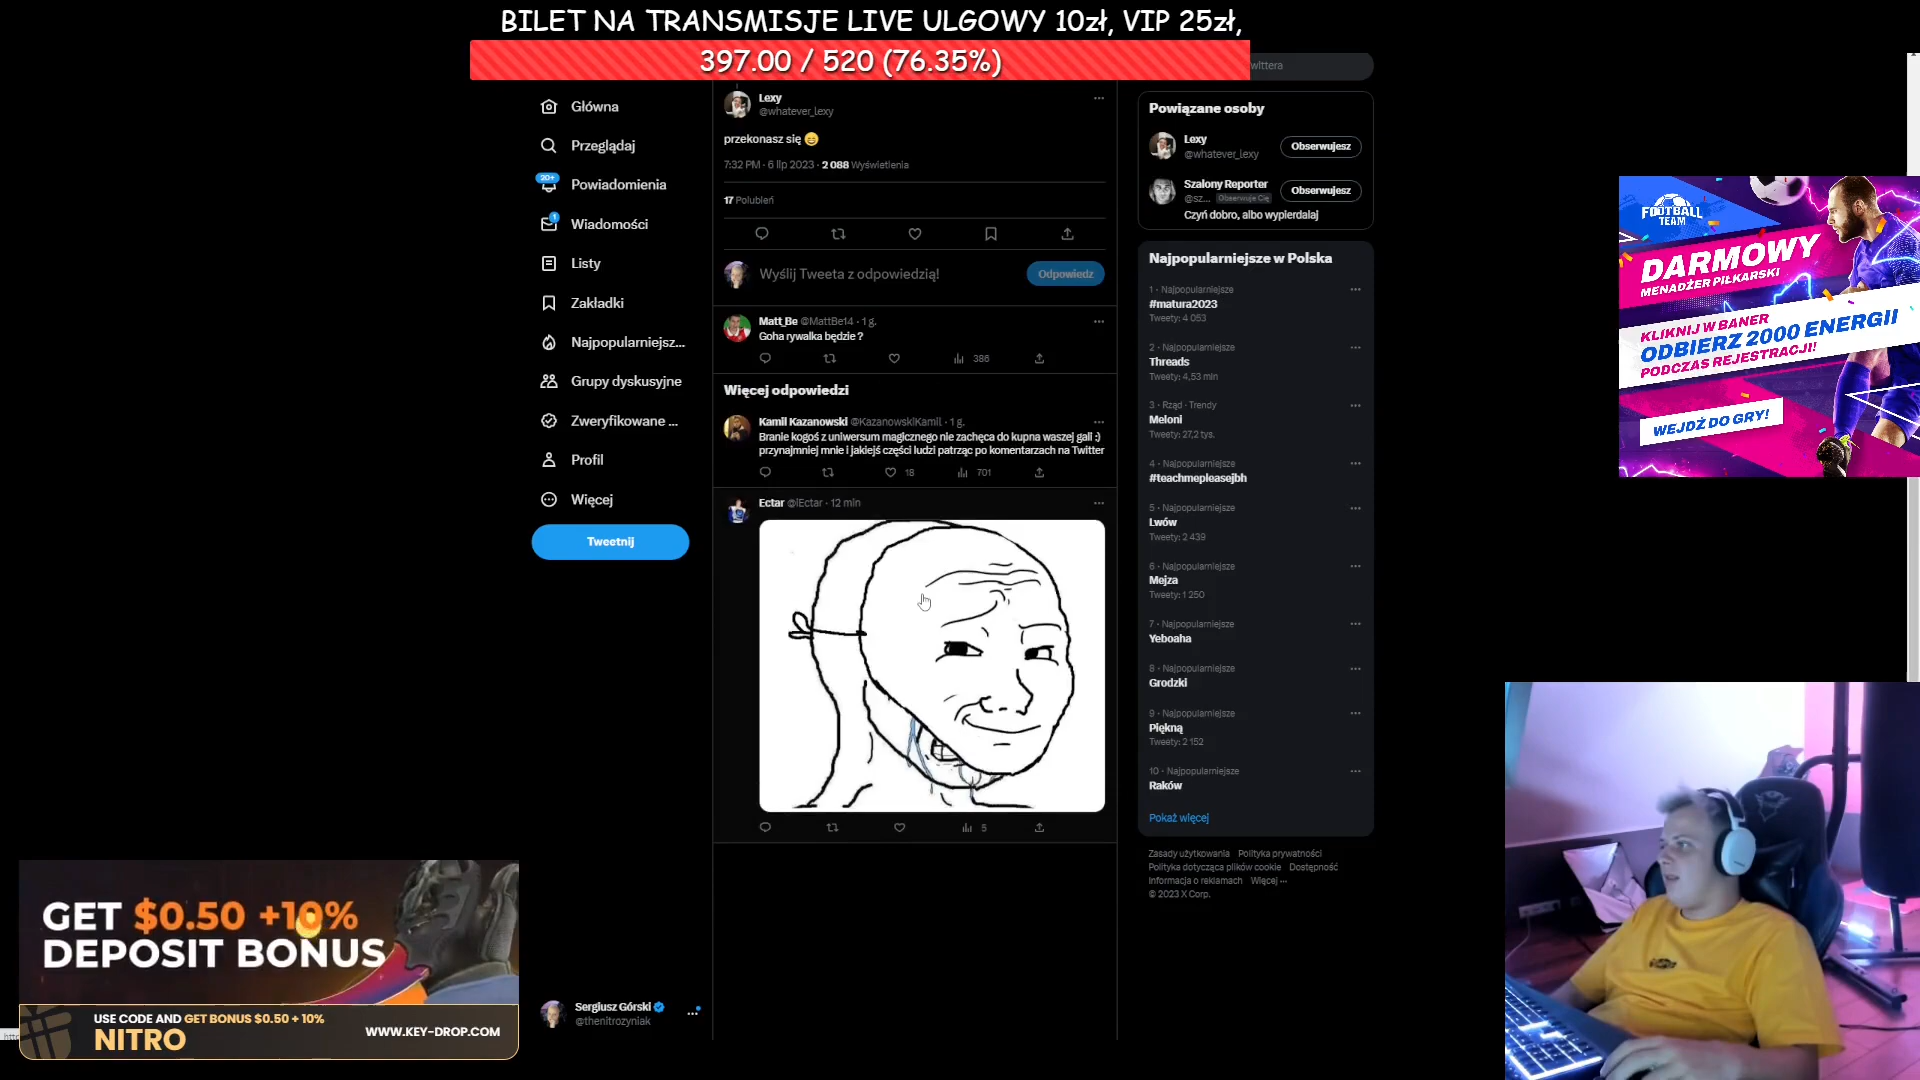 BILET NA TRANSMISJE LIVE ULGOWY 10zł, VIP 25zł,
397.00 / 520 (76.35%)
wittera
Główna
Przeglądaj
20+
Powiadomienia
1
Wiadomości
Listy
Zakładki
Najpopularniejsz...
Grupy dyskusyjne
Zweryfikowane ...
Profil
Więcej
Tweetnij
Sergiusz Górski
@thenitrozyniak
Lexy
@whatever_lexy
przekonasz się
7:32 PM · 6 lip 2023 · 2 088 Wyświetlenia
17 Polubień
Wyślij Tweeta z odpowiedzią!
Odpowiedz
Matt_Be @MattBe14 · 1 g.
Goha rywalka będzie ?
386
Więcej odpowiedzi
Kamil Kazanowski @KazanowskiKamil · 1 g.
Branie kogoś z uniwersum magicznego nie zachęca do kupna waszej gali :)
przynajmniej mnie i jakiejś części ludzi patrząc po komentarzach na Twitter
18 701
Ectar @lEctar · 12 min
5
Powiązane osoby
Lexy
@whatever_lexy
Obserwujesz
Szalony Reporter
@sz... Obserwuje Cię
Obserwujesz
Czyń dobro, albo wypierdalaj
Najpopularniejsze w Polska
1 · Najpopularniejsze
#matura2023
Tweety: 4 053
2 · Najpopularniejsze
Threads
Tweety: 4,53 mln
3 · Rząd · Trendy
Meloni
Tweety: 27,2 tys.
4 · Najpopularniejsze
#teachmepleasejbh
5 · Najpopularniejsze
Lwów
Tweety: 2 439
6 · Najpopularniejsze
Mejza
Tweety: 1 250
7 · Najpopularniejsze
Yeboaha
8 · Najpopularniejsze
Grodzki
9 · Najpopularniejsze
Piękną
Tweety: 2 152
10 · Najpopularniejsze
Raków
Pokaż więcej
Zasady użytkowania Polityka prywatności
Polityka dotycząca plików cookie Dostępność
Informacja o reklamach Więcej ···
© 2023 X Corp.
FOOTBALL
TEAM
DARMOWY
MENADŻER PIŁKARSKI
KLIKNIJ W BANER
ODBIERZ 2000 ENERGII
PODCZAS REJESTRACJI!
WEJDŹ DO GRY!
GET $0.50 +10%
DEPOSIT BONUS
USE CODE AND GET BONUS $0.50 + 10%
NITRO
WWW.KEY-DROP.COM